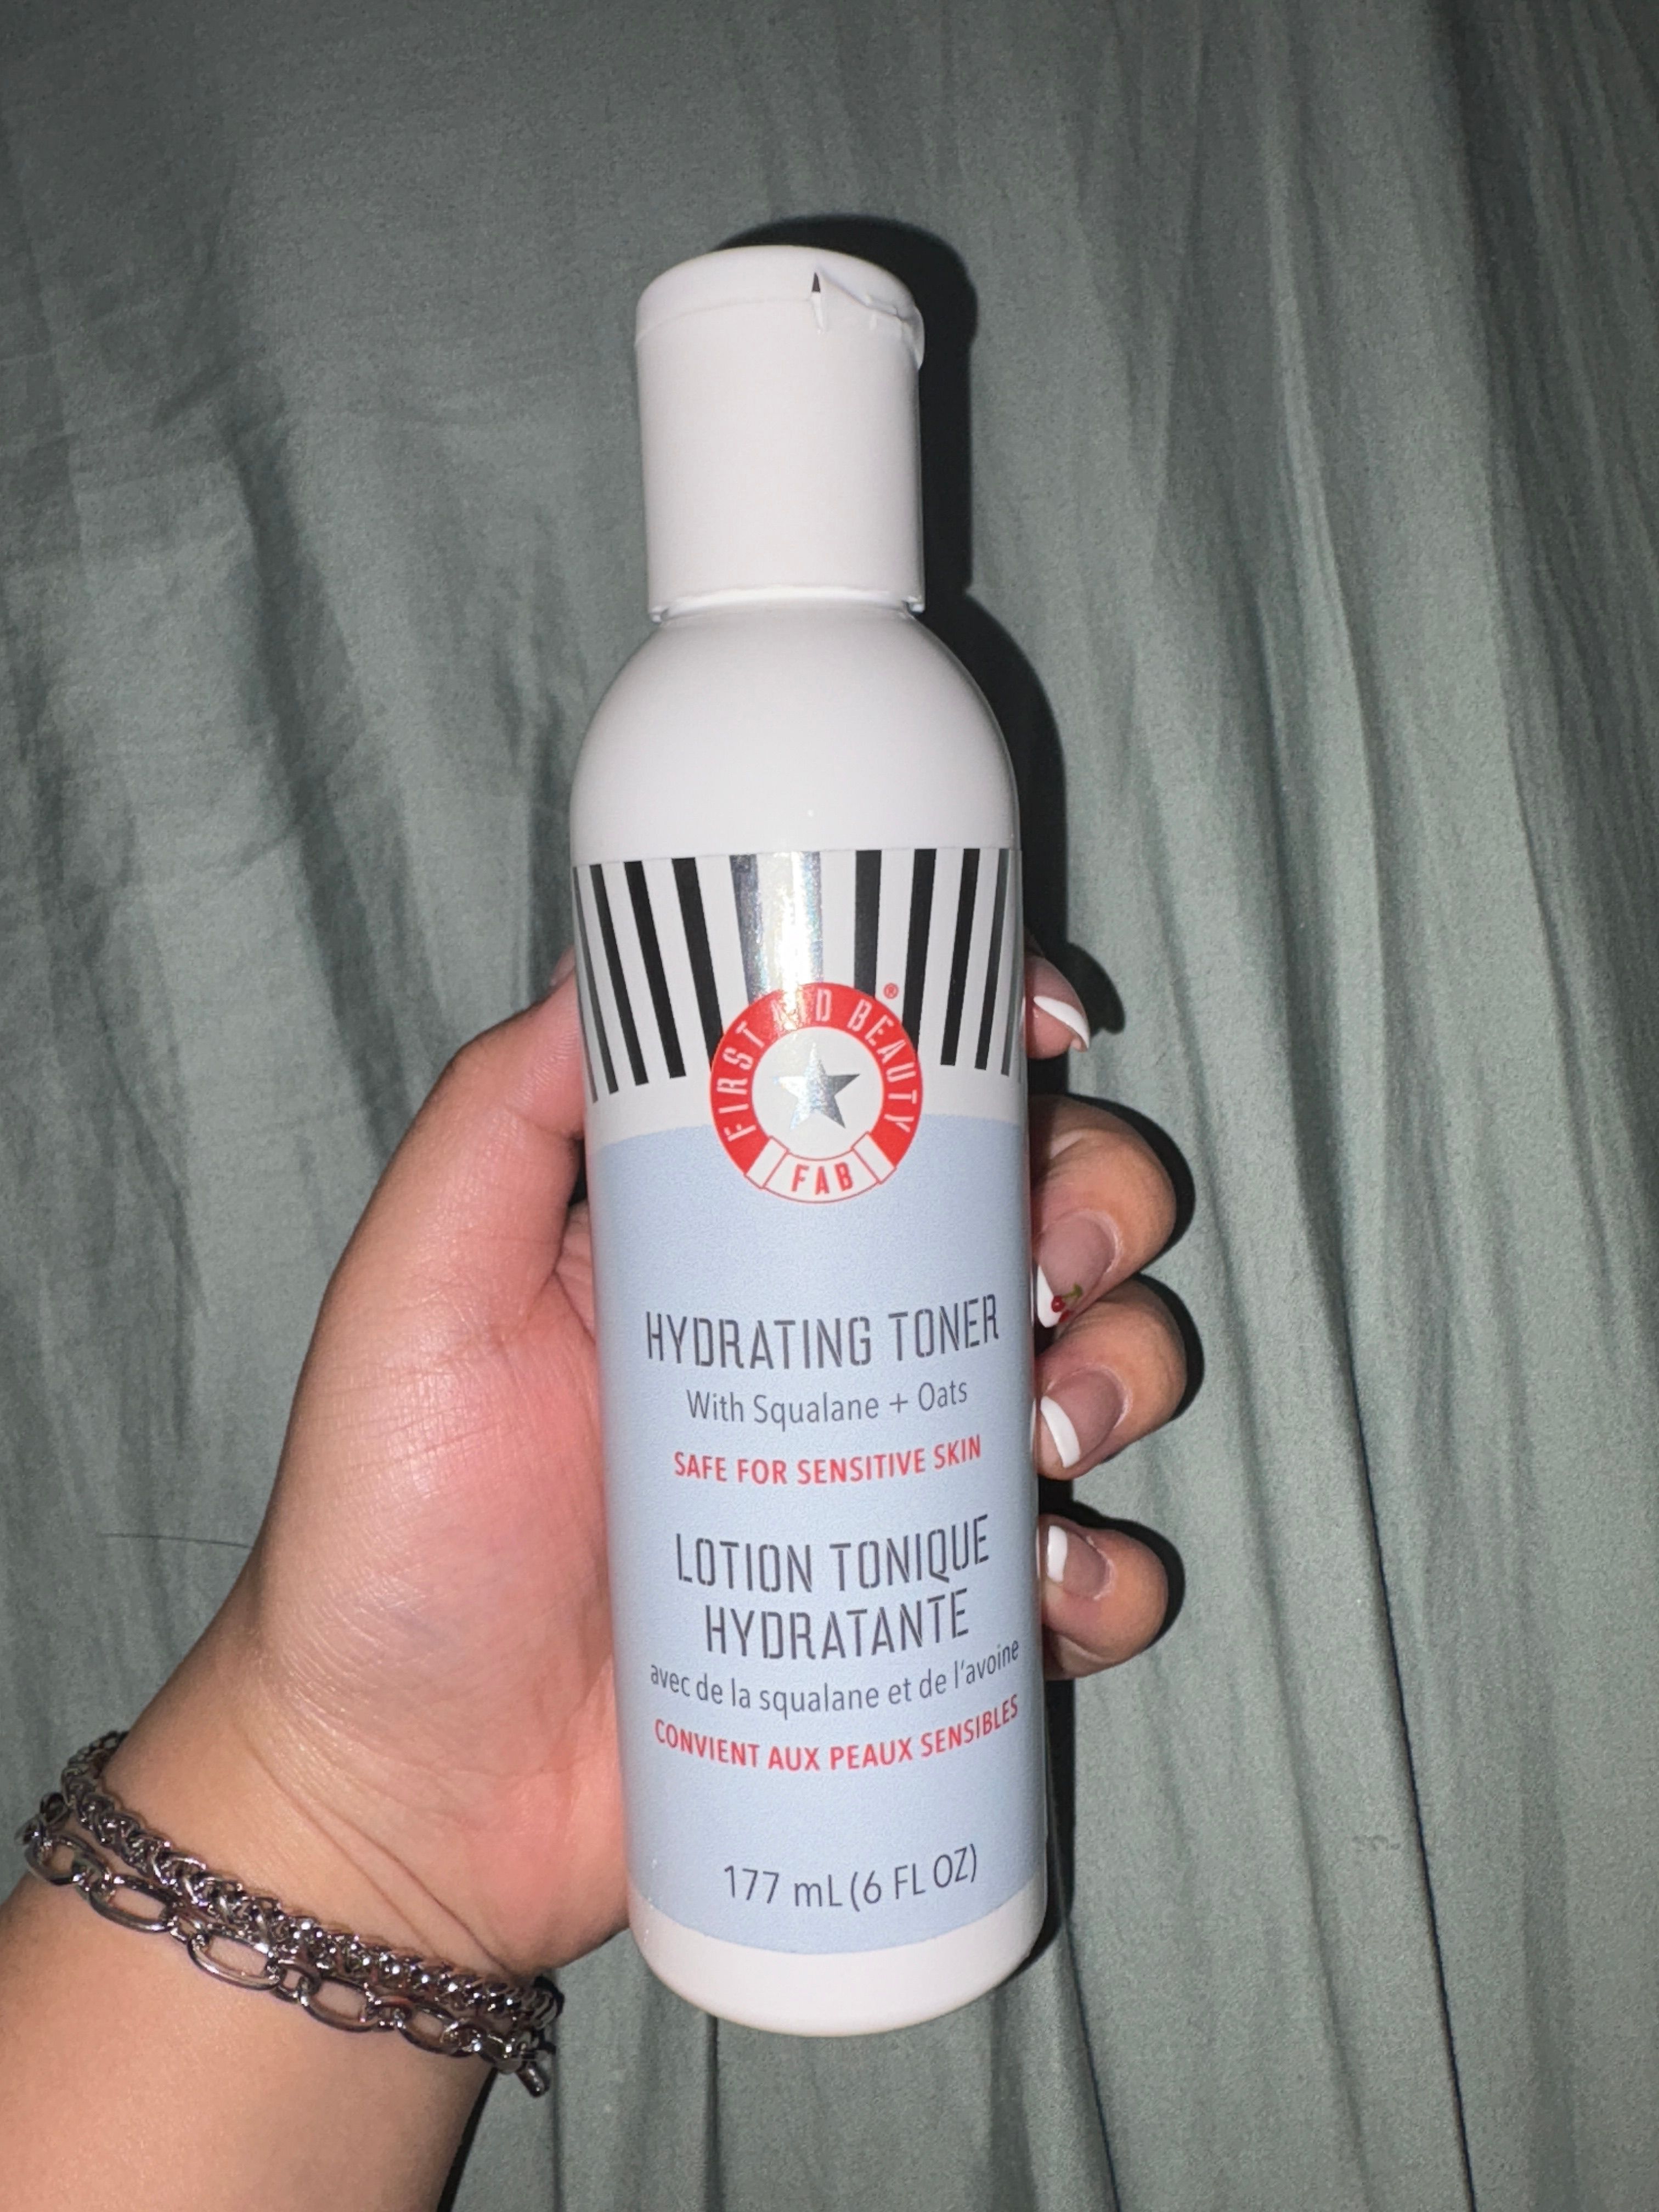 FIRST AID BEAUTY®
FAB
HYDRATING TONER
With Squalane + Oats
SAFE FOR SENSITIVE SKIN
LOTION TONIQUE
HYDRATANTE
avec de la squalane et de l'avoine
CONVIENT AUX PEAUX SENSIBLES
177 mL (6 FL OZ)